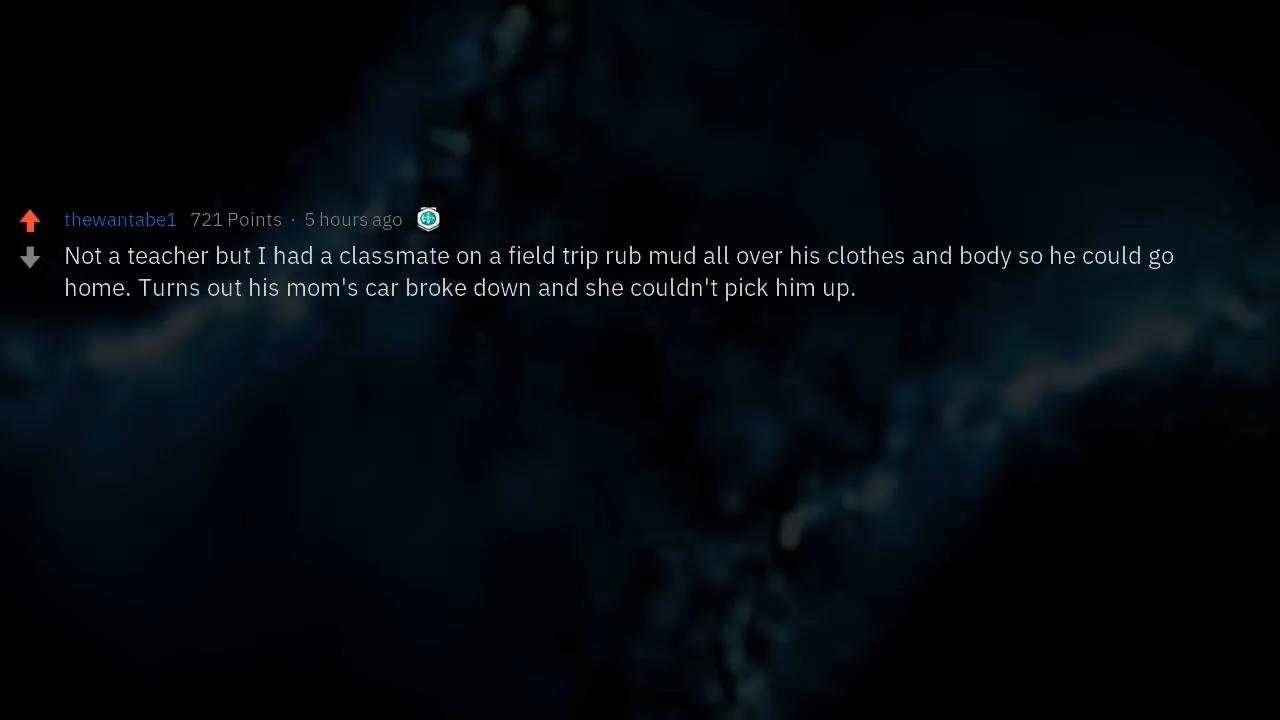 thewantabe1 721 Points · 5 hours ago
Not a teacher but I had a classmate on a field trip rub mud all over his clothes and body so he could go
home. Turns out his mom's car broke down and she couldn't pick him up.